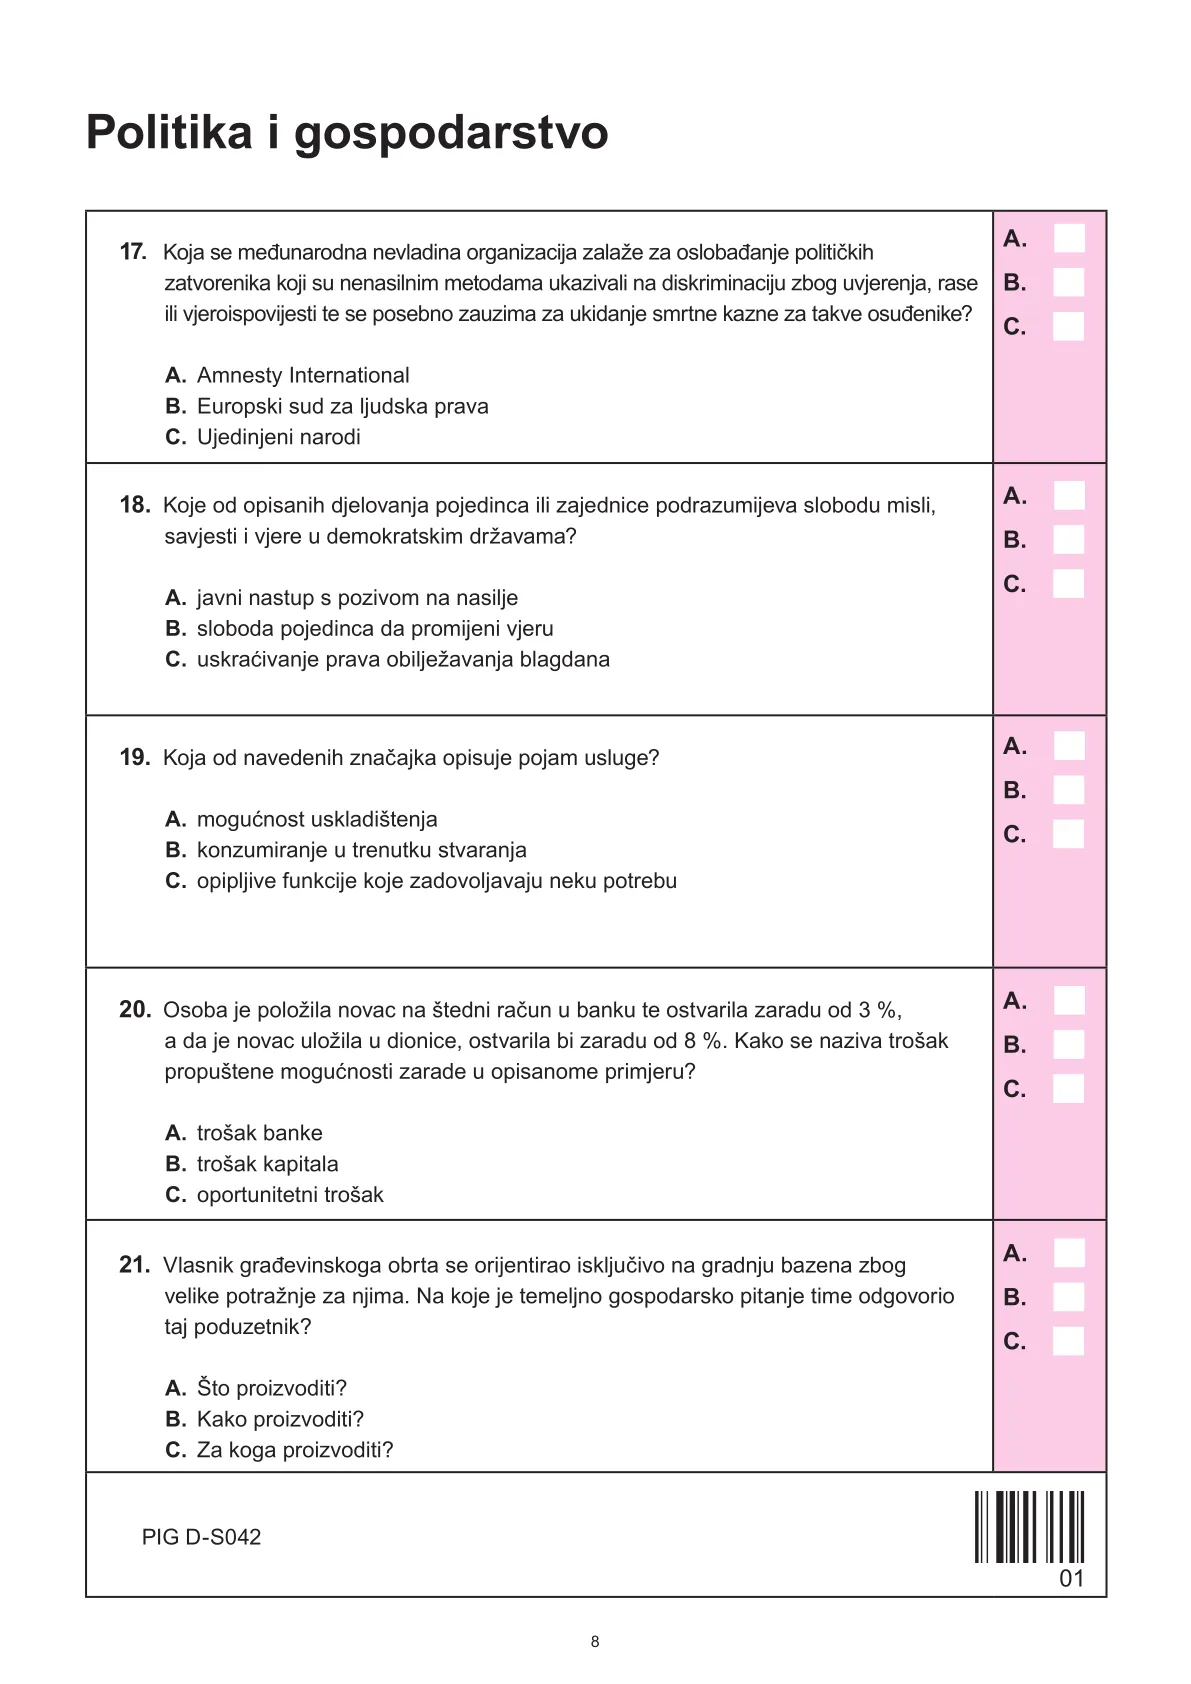 Politika i gospodarstvo
17. Koja se međunarodna nevladina organizacija zalaže za oslobađanje političkih
zatvorenika koji su nenasilnim metodama ukazivali na diskriminaciju zbog uvjerenja, rase
ili vjeroispovijesti te se posebno zauzima za ukidanje smrtne kazne za takve osuđenike?
A. Amnesty International
B. Europski sud za ljudska prava
C. Ujedinjeni narodi
A.
B.
C.
18. Koje od opisanih djelovanja pojedinca ili zajednice podrazumijeva slobodu misli,
savjesti i vjere u demokratskim državama?
A. javni nastup s pozivom na nasilje
B. sloboda pojedinca da promijeni vjeru
C. uskraćivanje prava obilježavanja blagdana
A.
B.
C.
19. Koja od navedenih značajka opisuje pojam usluge?
A. mogućnost uskladištenja
B. konzumiranje u trenutku stvaranja
C. opipljive funkcije koje zadovoljavaju neku potrebu
A.
B.
C.
20. Osoba je položila novac na štedni račun u banku te ostvarila zaradu od 3 %,
a da je novac uložila u dionice, ostvarila bi zaradu od 8 %. Kako se naziva trošak
propuštene mogućnosti zarade u opisanome primjeru?
A. trošak banke
B. trošak kapitala
C. oportunitetni trošak
A.
B.
C.
21. Vlasnik građevinskoga obrta se orijentirao isključivo na gradnju bazena zbog
velike potražnje za njima. Na koje je temeljno gospodarsko pitanje time odgovorio
taj poduzetnik?
A. Što proizvoditi?
B. Kako proizvoditi?
C. Za koga proizvoditi?
A.
B.
C.
PIG D-S042
01
8